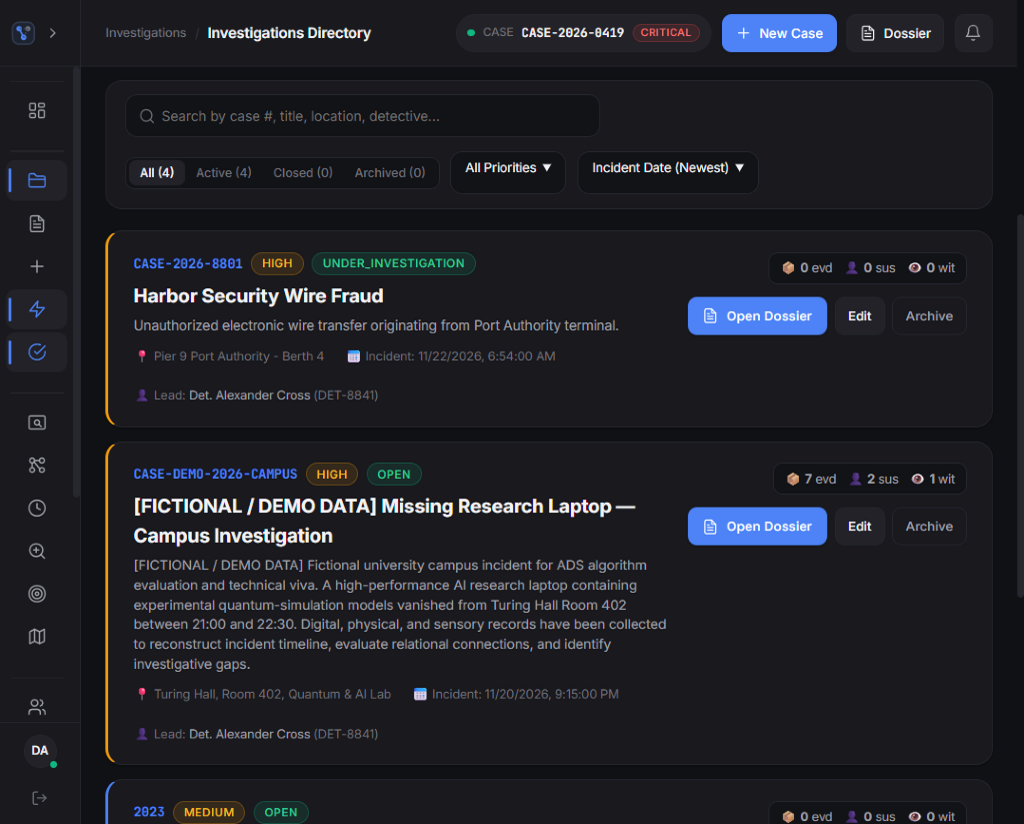 Investigations / Investigations Directory
CASE CASE-2026-0419 CRITICAL
+ New Case
Dossier
Search by case #, title, location, detective...
All (4) Active (4) Closed (0) Archived (0)
All Priorities ▼
Incident Date (Newest) ▼
CASE-2026-8801 HIGH UNDER_INVESTIGATION
0 evd 0 sus 0 wit
Harbor Security Wire Fraud
Unauthorized electronic wire transfer originating from Port Authority terminal.
Open Dossier Edit Archive
Pier 9 Port Authority - Berth 4 Incident: 11/22/2026, 6:54:00 AM
Lead: Det. Alexander Cross (DET-8841)
CASE-DEMO-2026-CAMPUS HIGH OPEN
7 evd 2 sus 1 wit
[FICTIONAL / DEMO DATA] Missing Research Laptop —
Campus Investigation
Open Dossier Edit Archive
[FICTIONAL / DEMO DATA] Fictional university campus incident for ADS algorithm
evaluation and technical viva. A high-performance AI research laptop containing
experimental quantum-simulation models vanished from Turing Hall Room 402
between 21:00 and 22:30. Digital, physical, and sensory records have been collected
to reconstruct incident timeline, evaluate relational connections, and identify
investigative gaps.
Turing Hall, Room 402, Quantum & AI Lab Incident: 11/20/2026, 9:15:00 PM
Lead: Det. Alexander Cross (DET-8841)
DA
2023 MEDIUM OPEN
0 evd 0 sus 0 wit